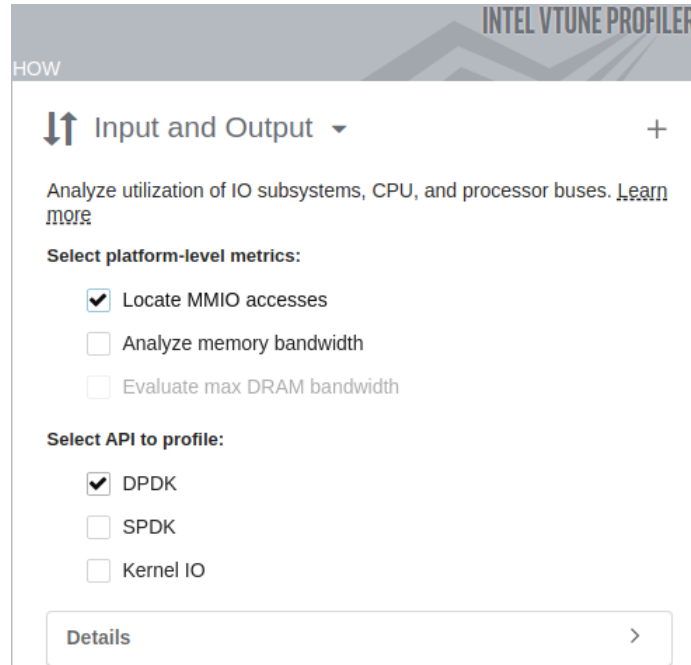 INTEL VTUNE PROFILER
HOW
Input and Output
Analyze utilization of IO subsystems, CPU, and processor buses. Learn
more
Select platform-level metrics:
Locate MMIO accesses
Analyze memory bandwidth
Evaluate max DRAM bandwidth
Select API to profile:
DPDK
SPDK
Kernel IO
Details